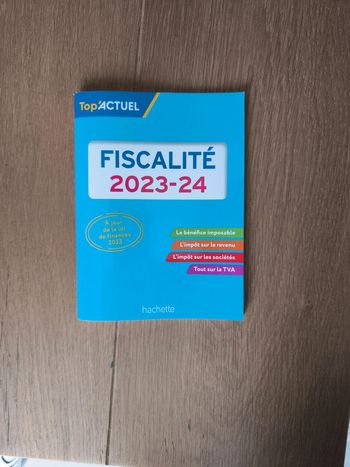 Top'ACTUEL
FISCALITÉ
2023-24
À jour
de la loi
de finances
2023
Le bénéfice imposable
L'impôt sur le revenu
L'impôt sur les sociétés
Tout sur la TVA
hachette